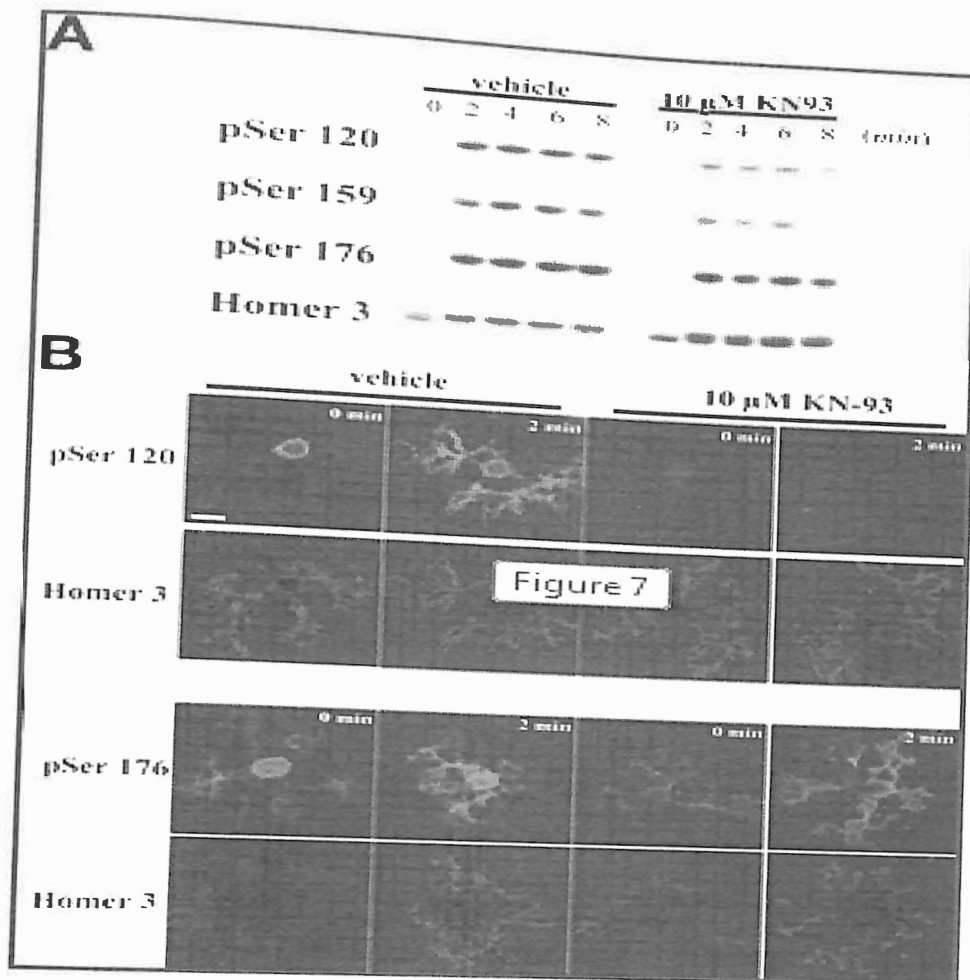 A
vehicle 10 µM KN93
0 2 4 6 8 0 2 4 6 8 (min)
pSer 120
pSer 159
pSer 176
Homer 3
B
vehicle 10 µM KN-93
0 min 2 min 0 min 2 min
pSer 120
Homer 3
Figure 7
0 min 2 min 0 min 2 min
pSer 176
Homer 3